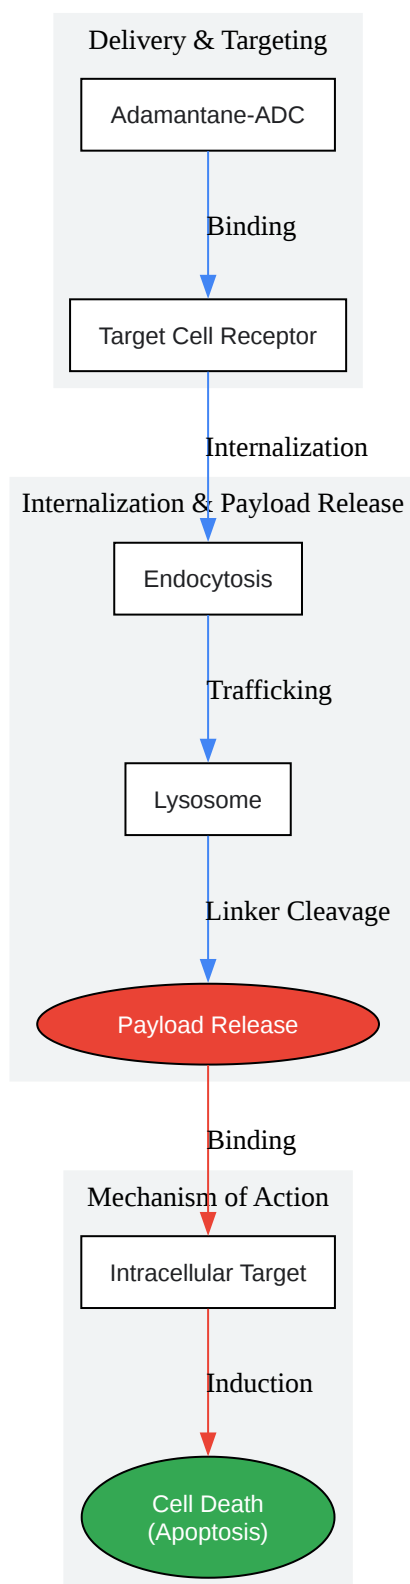 Delivery & Targeting
Adamantane-ADC
Binding
Target Cell Receptor
Internalization
Internalization & Payload Release
Endocytosis
Trafficking
Lysosome
Linker Cleavage
Payload Release
Binding
Mechanism of Action
Intracellular Target
Induction
Cell Death
(Apoptosis)